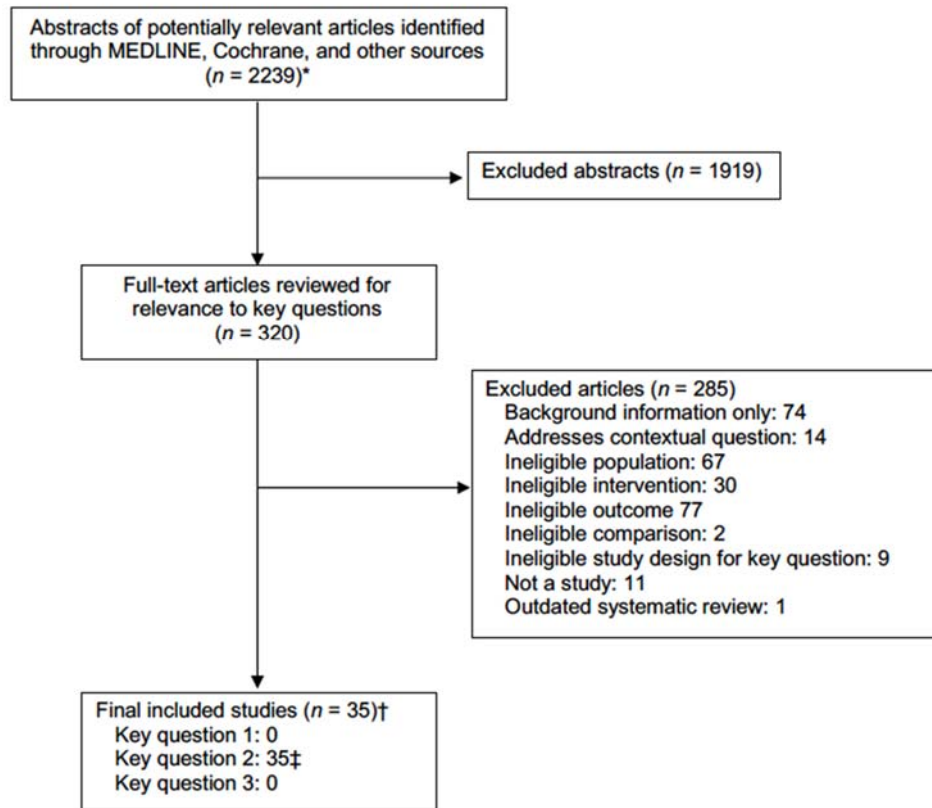 Abstracts of potentially relevant articles identified
through MEDLINE, Cochrane, and other sources
(n = 2239)*
Excluded abstracts (n = 1919)
Full-text articles reviewed for
relevance to key questions
(n = 320)
Excluded articles (n = 285)
Background information only: 74
Addresses contextual question: 14
Ineligible population: 67
Ineligible intervention: 30
Ineligible outcome 77
Ineligible comparison: 2
Ineligible study design for key question: 9
Not a study: 11
Outdated systematic review: 1
Final included studies (n = 35)†
Key question 1: 0
Key question 2: 35‡
Key question 3: 0